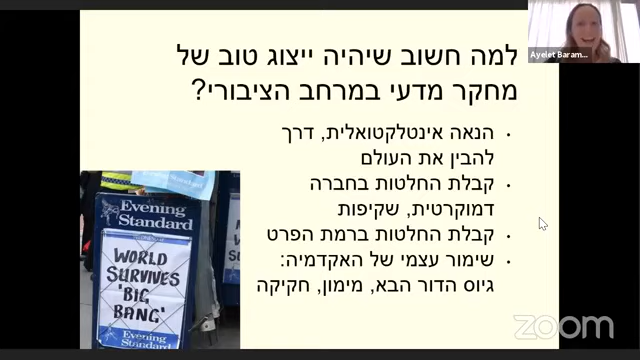 למה חשוב שיהיה ייצוג טוב של
מחקר מדעי במרחב הציבורי?
• הנאה אינטלקטואלית, דרך
להבין את העולם
• קבלת החלטות בחברה
דמוקרטית, שקיפות
• קבלת החלטות ברמת הפרט
• שימור עצמי של האקדמיה:
גיוס הדור הבא, מימון, חקיקה
Evening
Standard
WORLD
SURVIVES
'BIG
BANG'
Evening
Standard
Ayelet Baram...
zoom